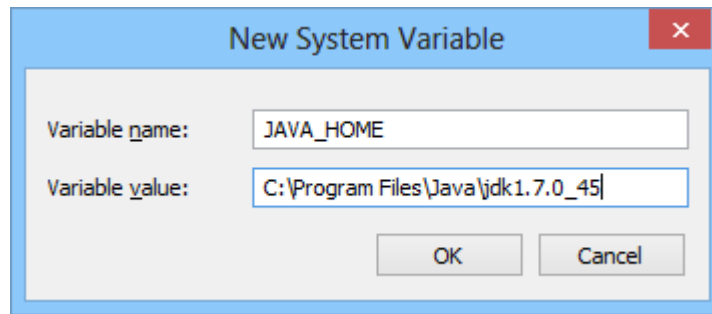 New System Variable
Variable name: JAVA_HOME
Variable value: C:\Program Files\Java\jdk1.7.0_45
OK Cancel